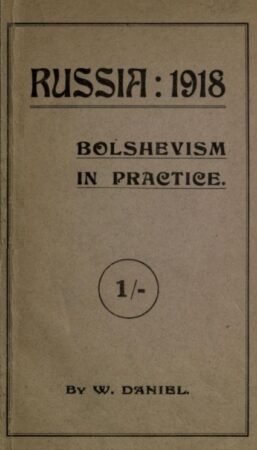 RUSSIA: 1918
BOLSHEVISM
IN PRACTICE.
1/-
BY W. DANIEL.